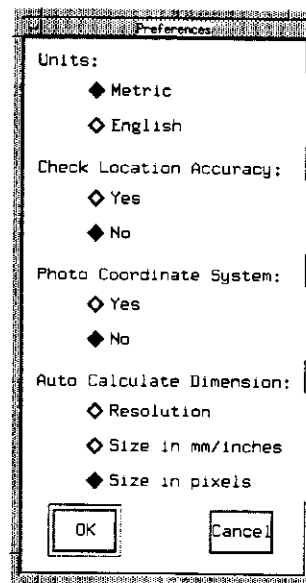 Preferences
Units:
Metric
English
Check Location Accuracy:
Yes
No
Photo Coordinate System:
Yes
No
Auto Calculate Dimension:
Resolution
Size in mm/inches
Size in pixels
OK Cancel